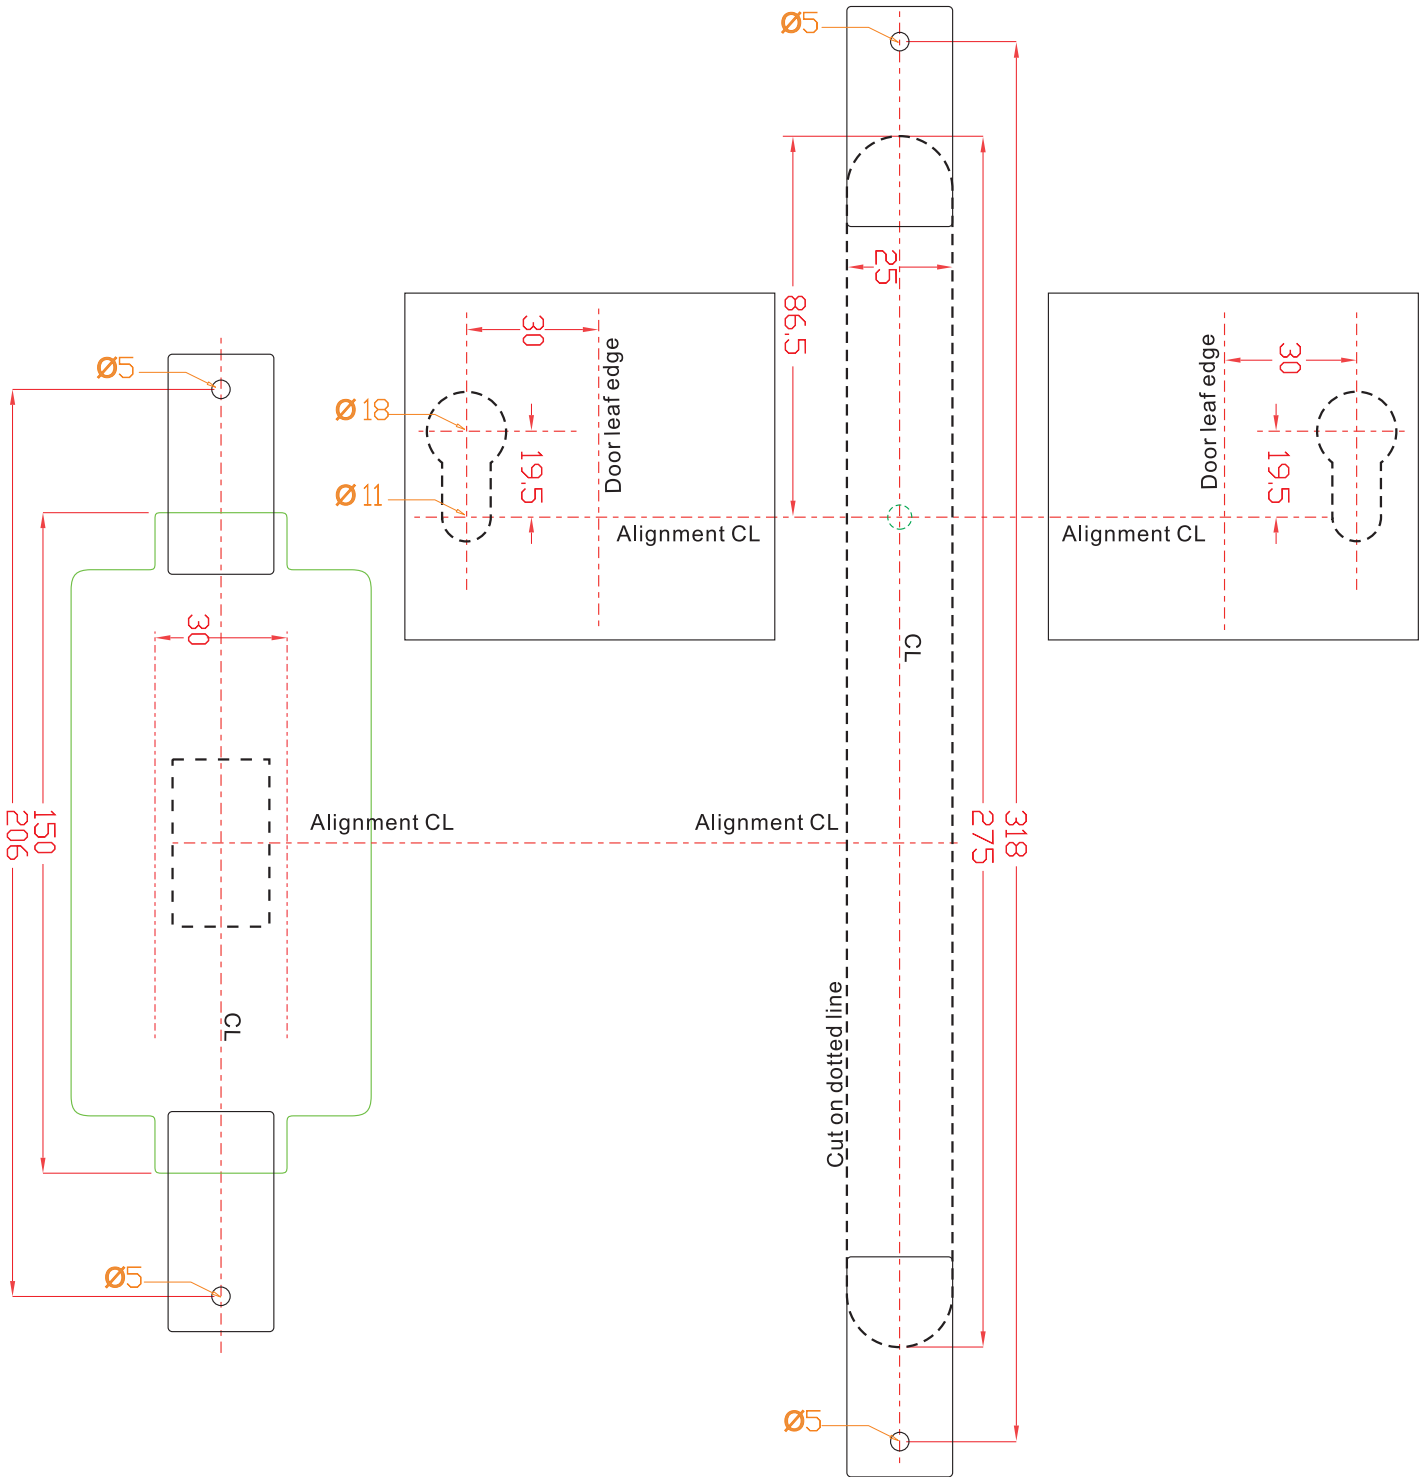 Ø5
86.5
25
318
275
30
Door leaf edge
Ø18
19.5
Ø11
Alignment CL
Door leaf edge
30
19.5
Alignment CL
Ø5
30
CL
150
206
Alignment CL
Alignment CL
CL
CL
Cut on dotted line
Ø5
Ø5